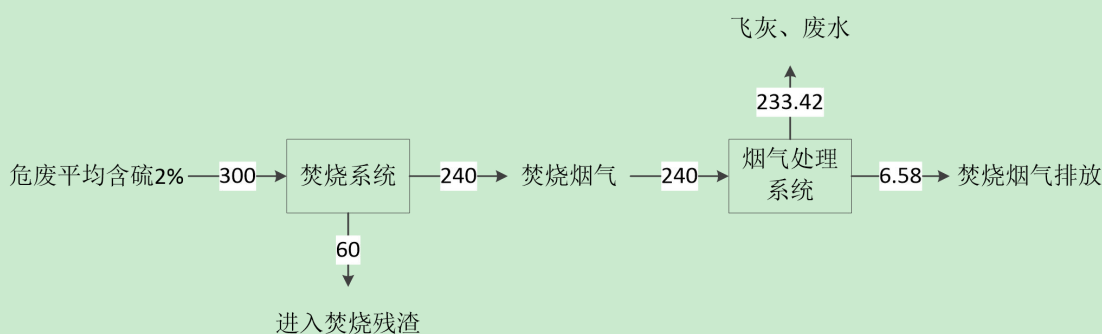 飞灰、废水
233.42
危废平均含硫2%
300
焚烧系统
240
焚烧烟气
240
烟气处理
系统
6.58
焚烧烟气排放
60
进入焚烧残渣